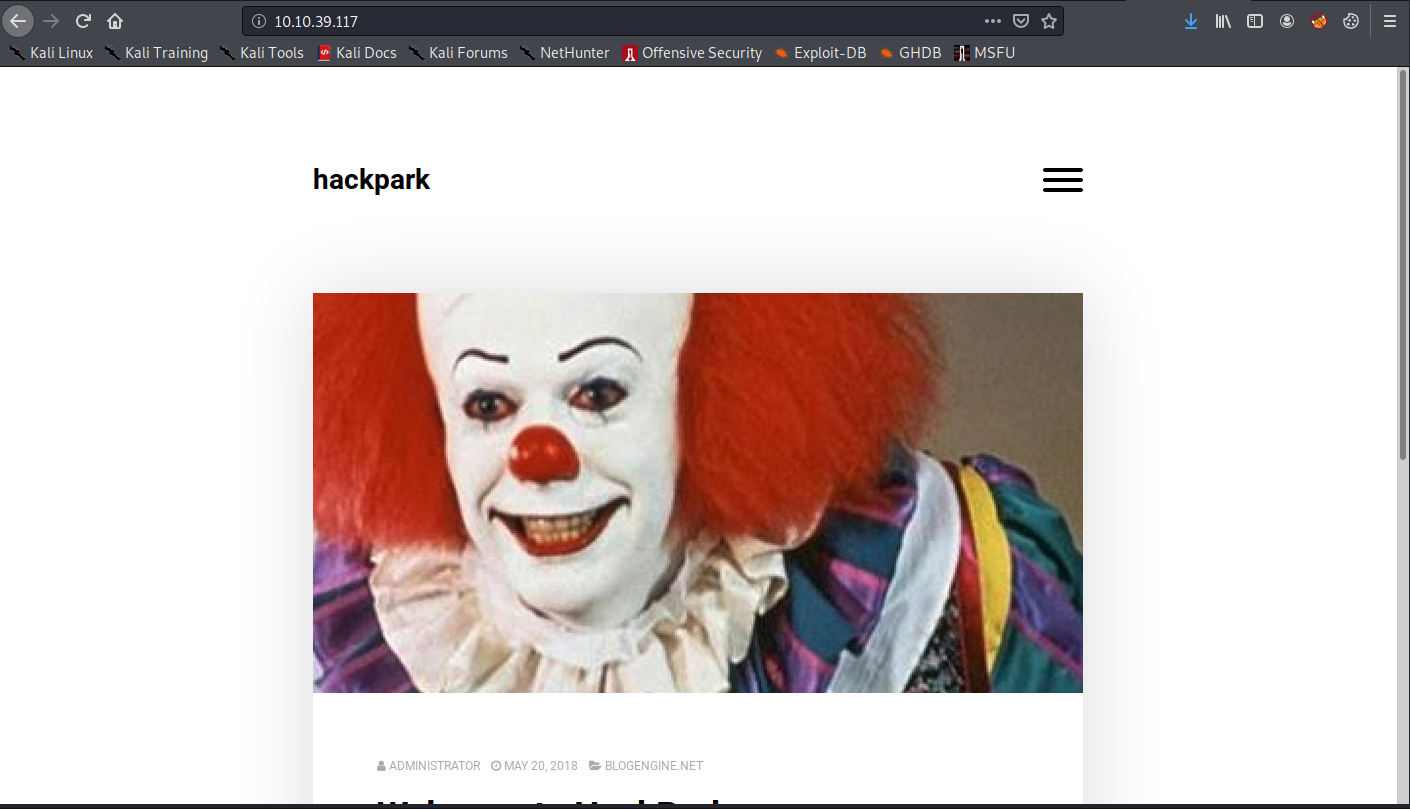 10.10.39.117
Kali Linux Kali Training Kali Tools Kali Docs Kali Forums NetHunter Offensive Security Exploit-DB GHDB MSFU
hackpark
ADMINISTRATOR MAY 20, 2018 BLOGENGINE.NET